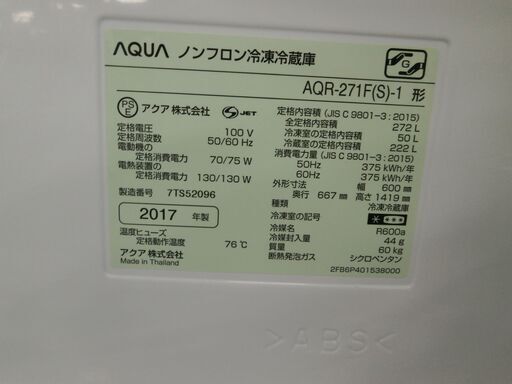 AQUA ノンフロン冷凍冷蔵庫
G
AQR-271F(S)-1 形
PS
E
アクア株式会社
JET
定格電圧 100 V
定格周波数 50/60 Hz
電動機の
定格消費電力 70/75 W
電熱装置の
定格消費電力 130/130 W
製造番号 7TS52096
2017 年製
温度ヒューズ
定格動作温度 76℃
アクア株式会社
Made in Thailand
定格内容積 (JIS C 9801-3 : 2015)
全定格内容積 272 L
冷凍室の定格内容積 50 L
冷蔵室の定格内容積 222 L
消費電力量 (JIS C 9801-3 : 2015)
50Hz 375 kWh/年
60Hz 375 kWh/年
外形寸法 幅 600 mm
奥行 667 mm 高さ 1419 mm
種類 冷凍冷蔵庫
冷凍室の記号
冷媒名 R600a
冷媒封入量 44 g
質量 60 kg
断熱発泡ガス シクロペンタン
2FB6P401538000
>ABS<